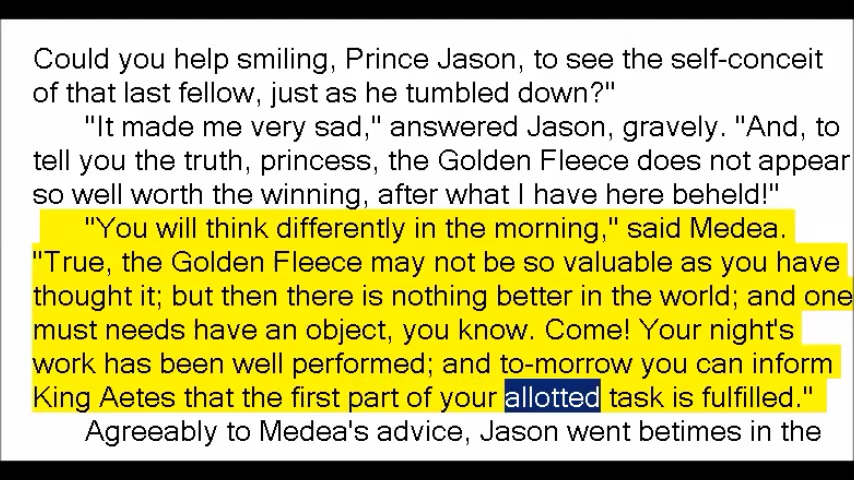 Could you help smiling, Prince Jason, to see the self-conceit
of that last fellow, just as he tumbled down?"
"It made me very sad," answered Jason, gravely. "And, to
tell you the truth, princess, the Golden Fleece does not appear
so well worth the winning, after what I have here beheld!"
"You will think differently in the morning," said Medea.
"True, the Golden Fleece may not be so valuable as you have
thought it; but then there is nothing better in the world; and one
must needs have an object, you know. Come! Your night's
work has been well performed; and to-morrow you can inform
King Aetes that the first part of your allotted task is fulfilled."
Agreeably to Medea's advice, Jason went betimes in the